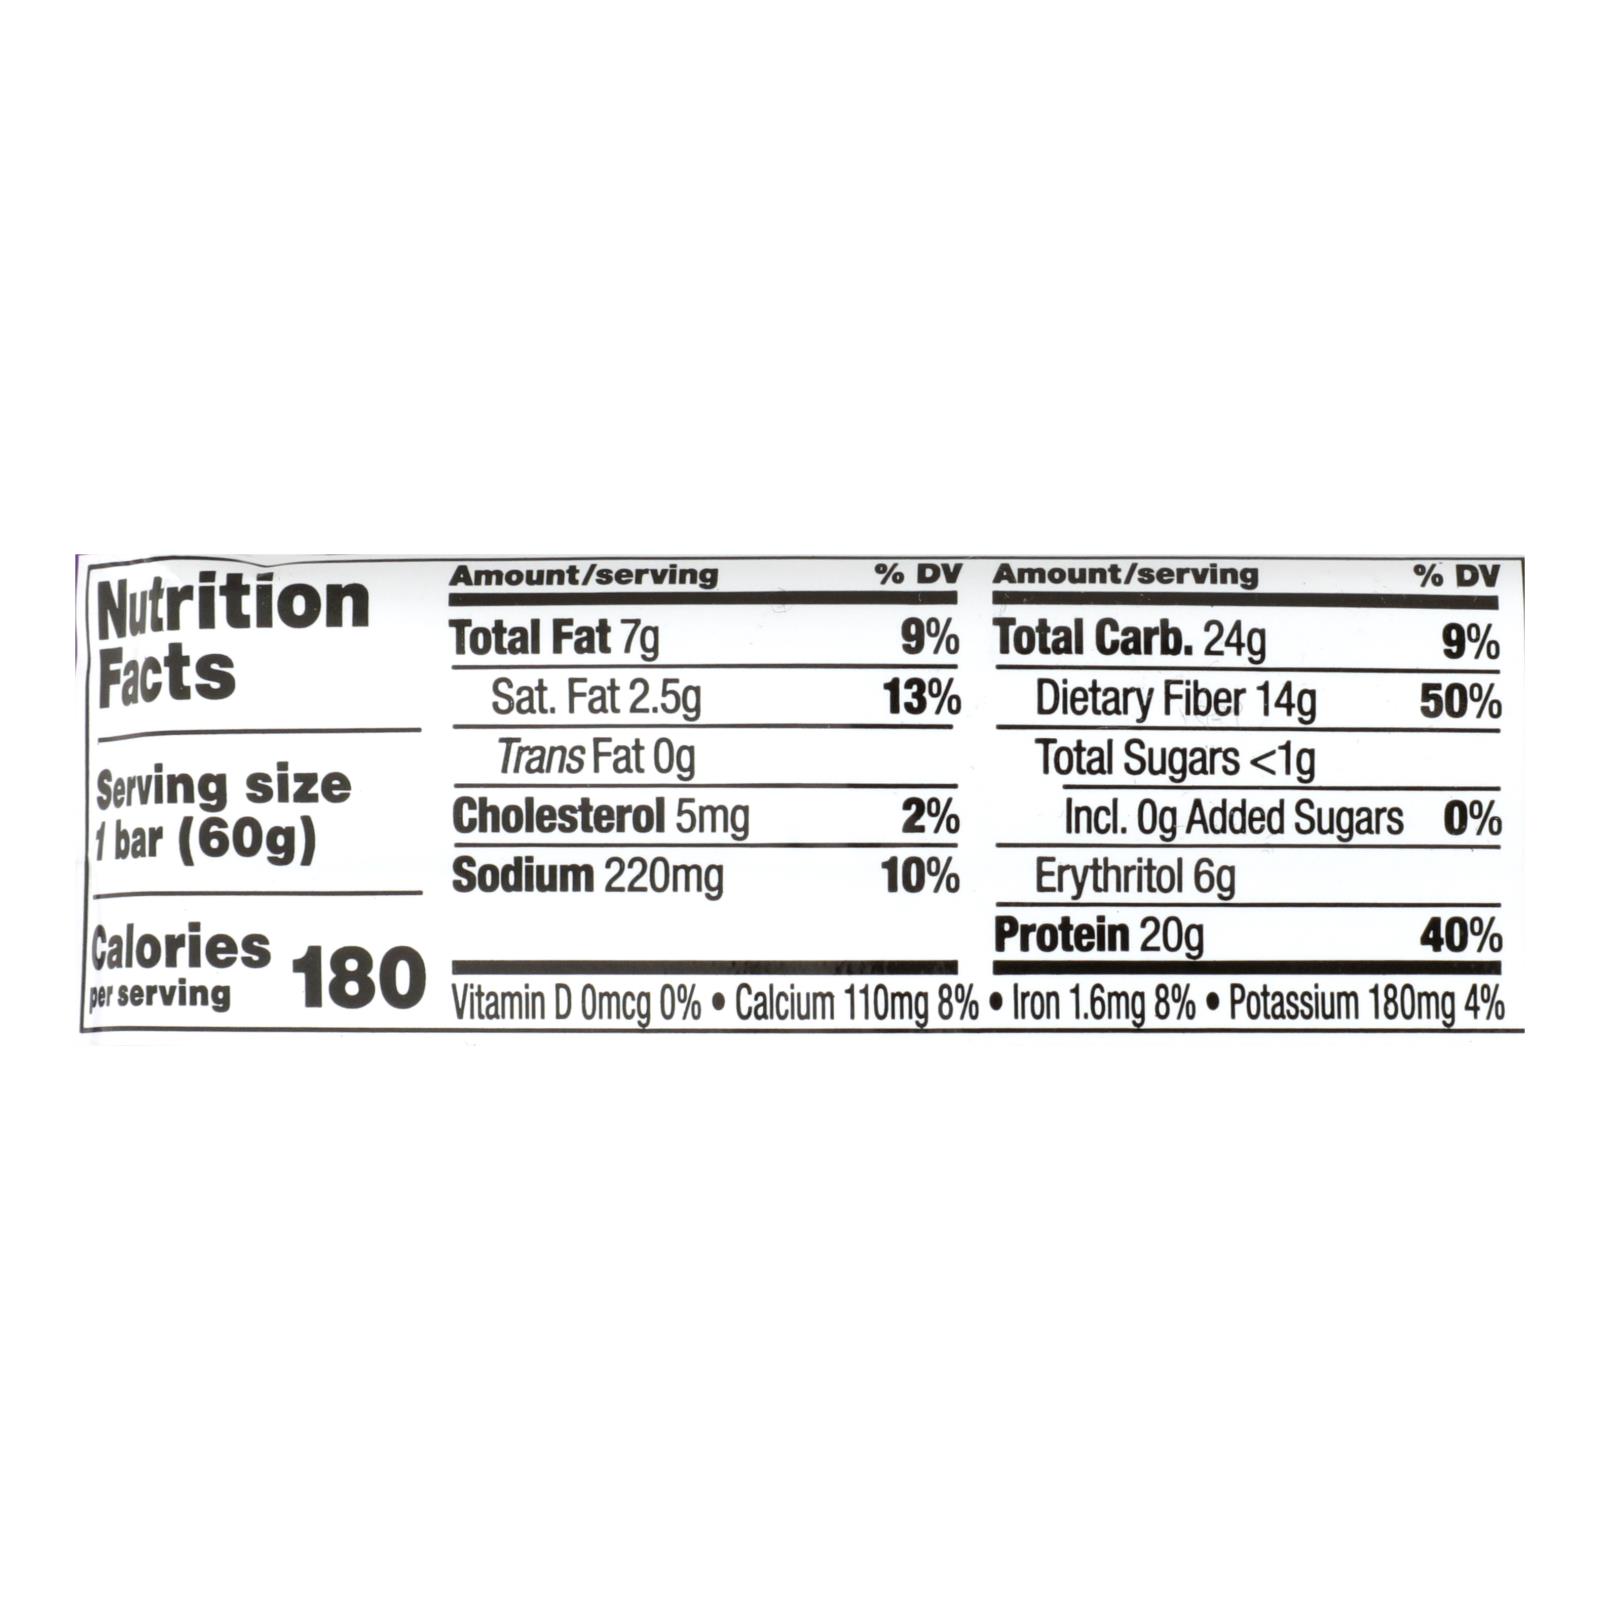 Nutrition
Facts
Serving size
1 bar (60g)
Calories
per serving
180
Amount/serving % DV
Total Fat 7g 9%
Sat. Fat 2.5g 13%
Trans Fat 0g
Cholesterol 5mg 2%
Sodium 220mg 10%
Amount/serving % DV
Total Carb. 24g 9%
Dietary Fiber 14g 50%
Total Sugars <1g
Incl. 0g Added Sugars 0%
Erythritol 6g
Protein 20g 40%
Vitamin D 0mcg 0% • Calcium 110mg 8% • Iron 1.6mg 8% • Potassium 180mg 4%